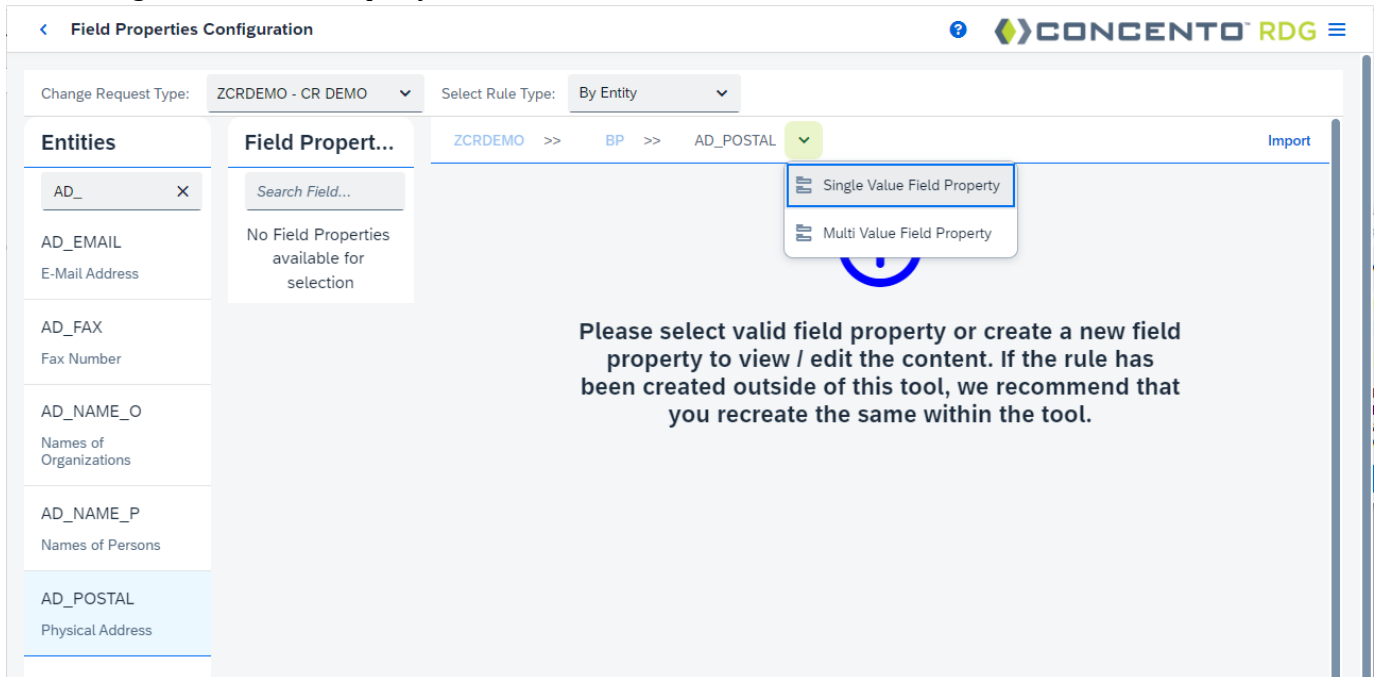 Field Properties Configuration
CONCENTO RDG
Change Request Type:
ZCRDEMO - CR DEMO
Select Rule Type:
By Entity
Entities
Field Propert...
ZCRDEMO >> BP >> AD_POSTAL
Import
AD_
Search Field...
Single Value Field Property
Multi Value Field Property
No Field Properties
available for
selection
AD_EMAIL
E-Mail Address
AD_FAX
Fax Number
AD_NAME_O
Names of
Organizations
AD_NAME_P
Names of Persons
AD_POSTAL
Physical Address
Please select valid field property or create a new field
property to view / edit the content. If the rule has
been created outside of this tool, we recommend that
you recreate the same within the tool.